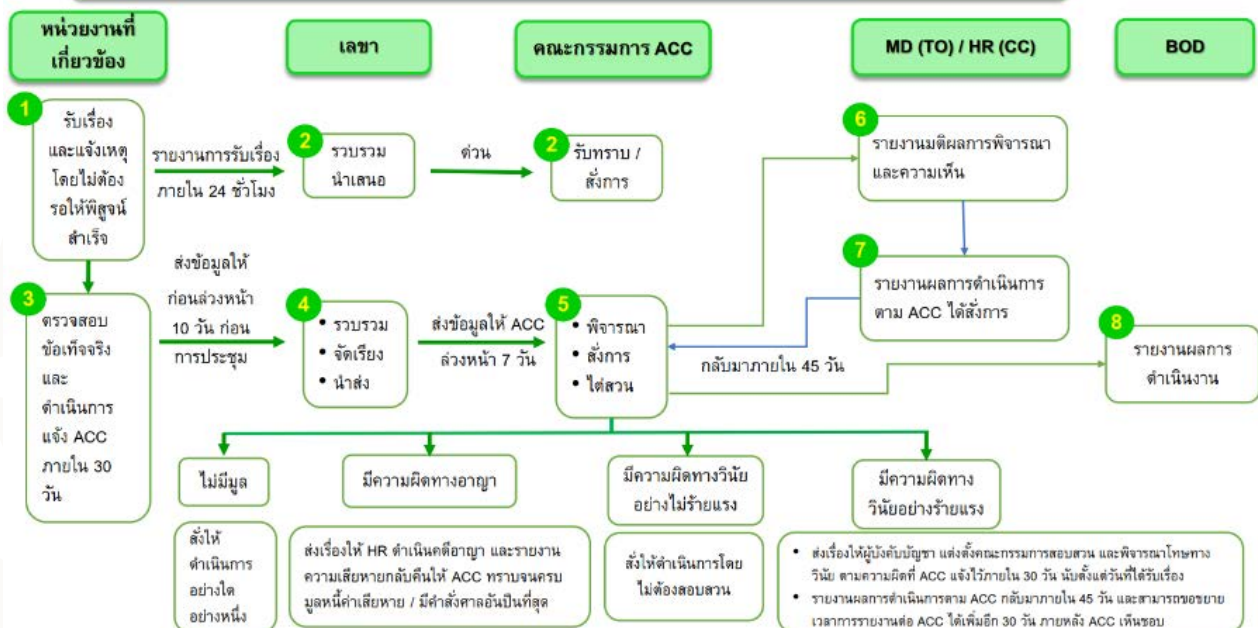 หน่วยงานที่
เกี่ยวข้อง
เลขา
คณะกรรมการ ACC
MD (TO) / HR (CC)
BOD
1
รับเรื่อง
และแจ้งเหตุ
โดยไม่ต้อง
รอให้พิสูจน์
สำเร็จ
รายงานการรับเรื่อง
ภายใน 24 ชั่วโมง
2
รวบรวม
นำเสนอ
ด่วน
2
รับทราบ /
สั่งการ
6
รายงานมติผลการพิจารณา
และความเห็น
3
ตรวจสอบ
ข้อเท็จจริง
และ
ดำเนินการ
แจ้ง ACC
ภายใน 30
วัน
ส่งข้อมูลให้
ก่อนล่วงหน้า
10 วัน ก่อน
การประชุม
4
• รวบรวม
• จัดเรียง
• นำส่ง
ส่งข้อมูลให้ ACC
ล่วงหน้า 7 วัน
5
• พิจารณา
• สั่งการ
• ไต่สวน
7
รายงานผลการดำเนินการ
ตาม ACC ได้สั่งการ
กลับมาภายใน 45 วัน
8
รายงานผลการ
ดำเนินงาน
ไม่มีมูล
มีความผิดทางอาญา
มีความผิดทางวินัย
อย่างไม่ร้ายแรง
มีความผิดทาง
วินัยอย่างร้ายแรง
สั่งให้
ดำเนินการ
อย่างใด
อย่างหนึ่ง
ส่งเรื่องให้ HR ดำเนินคดีอาญา และรายงาน
ความเสียหายกลับคืนให้ ACC ทราบจนครบ
มูลหนี้ค่าเสียหาย / มีคำสั่งศาลอันเป็นที่สุด
สั่งให้ดำเนินการโดย
ไม่ต้องสอบสวน
• ส่งเรื่องให้ผู้บังคับบัญชา แต่งตั้งคณะกรรมการสอบสวน และพิจารณาโทษทาง
วินัย ตามความผิดที่ ACC แจ้งไว้ภายใน 30 วัน นับตั้งแต่วันที่ได้รับเรื่อง
• รายงานผลการดำเนินการตาม ACC กลับมาภายใน 45 วัน และสามารถขอขยาย
เวลาการรายงานต่อ ACC ได้เพิ่มอีก 30 วัน ภายหลัง ACC เห็นชอบ